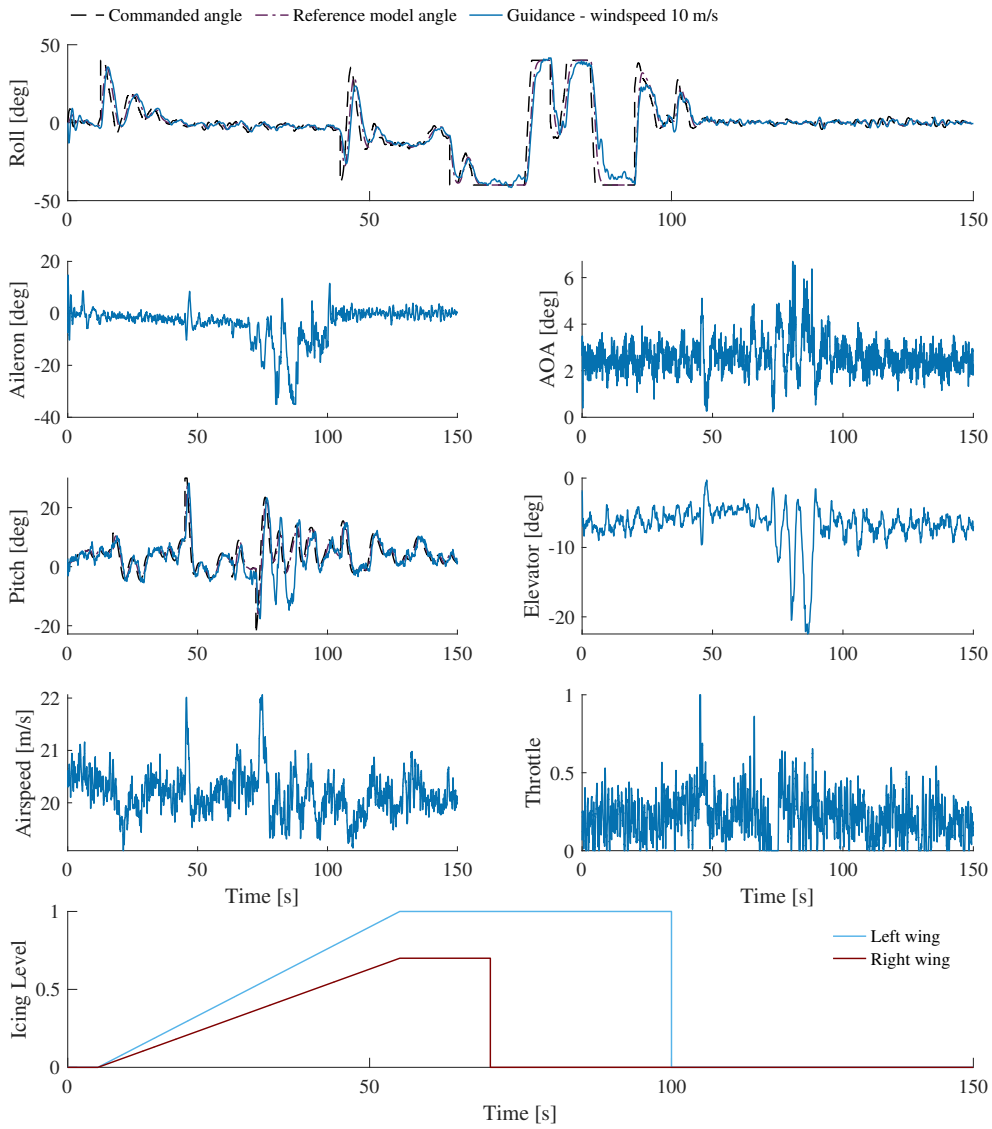 Commanded angle Reference model angle Guidance - windspeed 10 m/s
50
0
-50
Roll [deg]
0 50 100 150
20
0
-20
-40
Aileron [deg]
0 50 100 150
6
4
2
0
AOA [deg]
0 50 100 150
20
0
-20
Pitch [deg]
0 50 100 150
0
-10
-20
Elevator [deg]
0 50 100 150
22
21
20
Airspeed [m/s]
0 50 100 150
Time [s]
1
0.5
0
Throttle
0 50 100 150
Time [s]
1
0.5
0
Icing Level
Left wing
Right wing
0 50 100 150
Time [s]